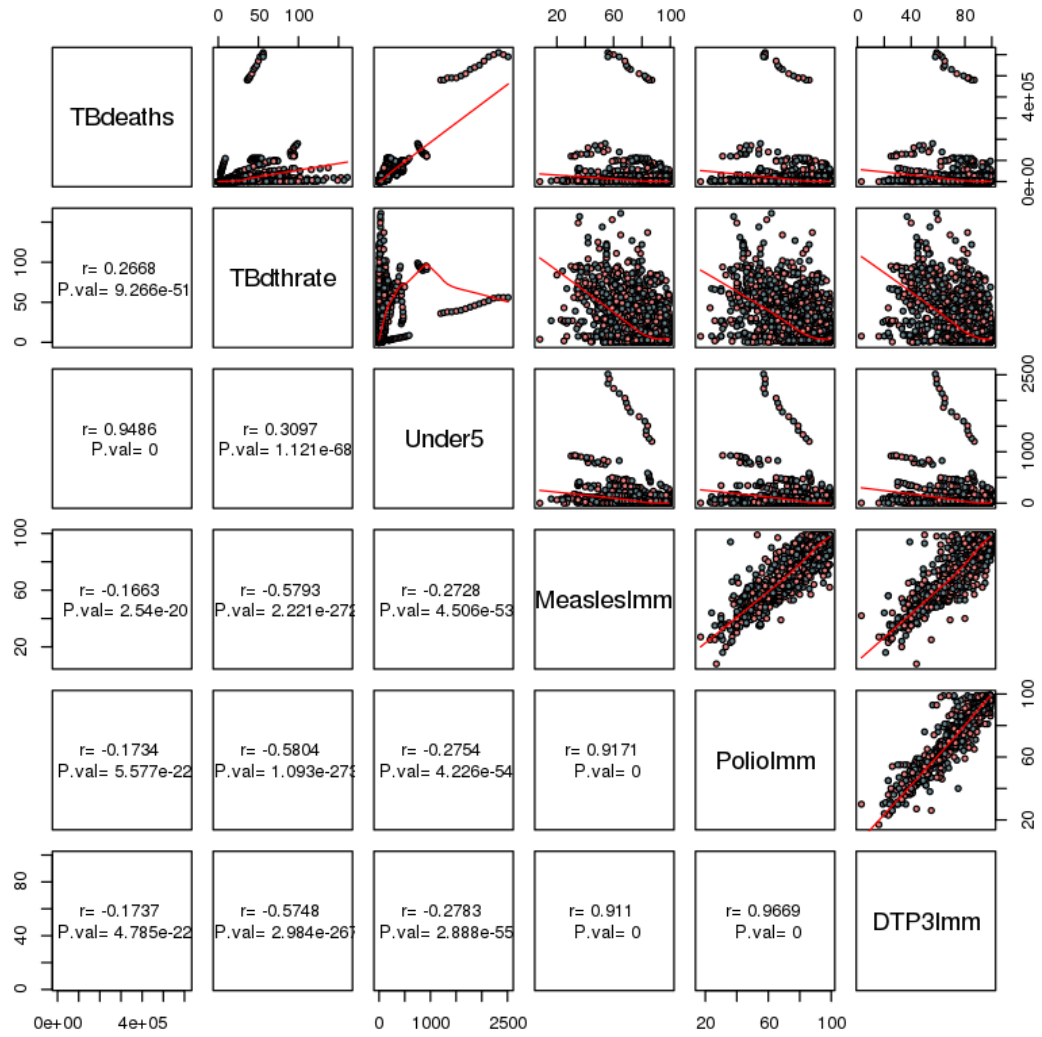 0 50 100
20 60 100
0 40 80
TBdeaths
0e+00 4e+05
0 50 100
r= 0.2668
P.val= 9.266e-51
TBdthrate
r= 0.9486
P.val= 0
r= 0.3097
P.val= 1.121e-68
Under5
0 1000 2500
20 60 100
r= -0.1663
P.val= 2.54e-20
r= -0.5793
P.val= 2.221e-272
r= -0.2728
P.val= 4.506e-53
MeaslesImm
r= -0.1734
P.val= 5.577e-22
r= -0.5804
P.val= 1.093e-273
r= -0.2754
P.val= 4.226e-54
r= 0.9171
P.val= 0
PolioImm
20 60 100
0 40 80
r= -0.1737
P.val= 4.785e-22
r= -0.5748
P.val= 2.984e-267
r= -0.2783
P.val= 2.888e-55
r= 0.911
P.val= 0
r= 0.9669
P.val= 0
DTP3Imm
0e+00 4e+05
0 1000 2500
20 60 100